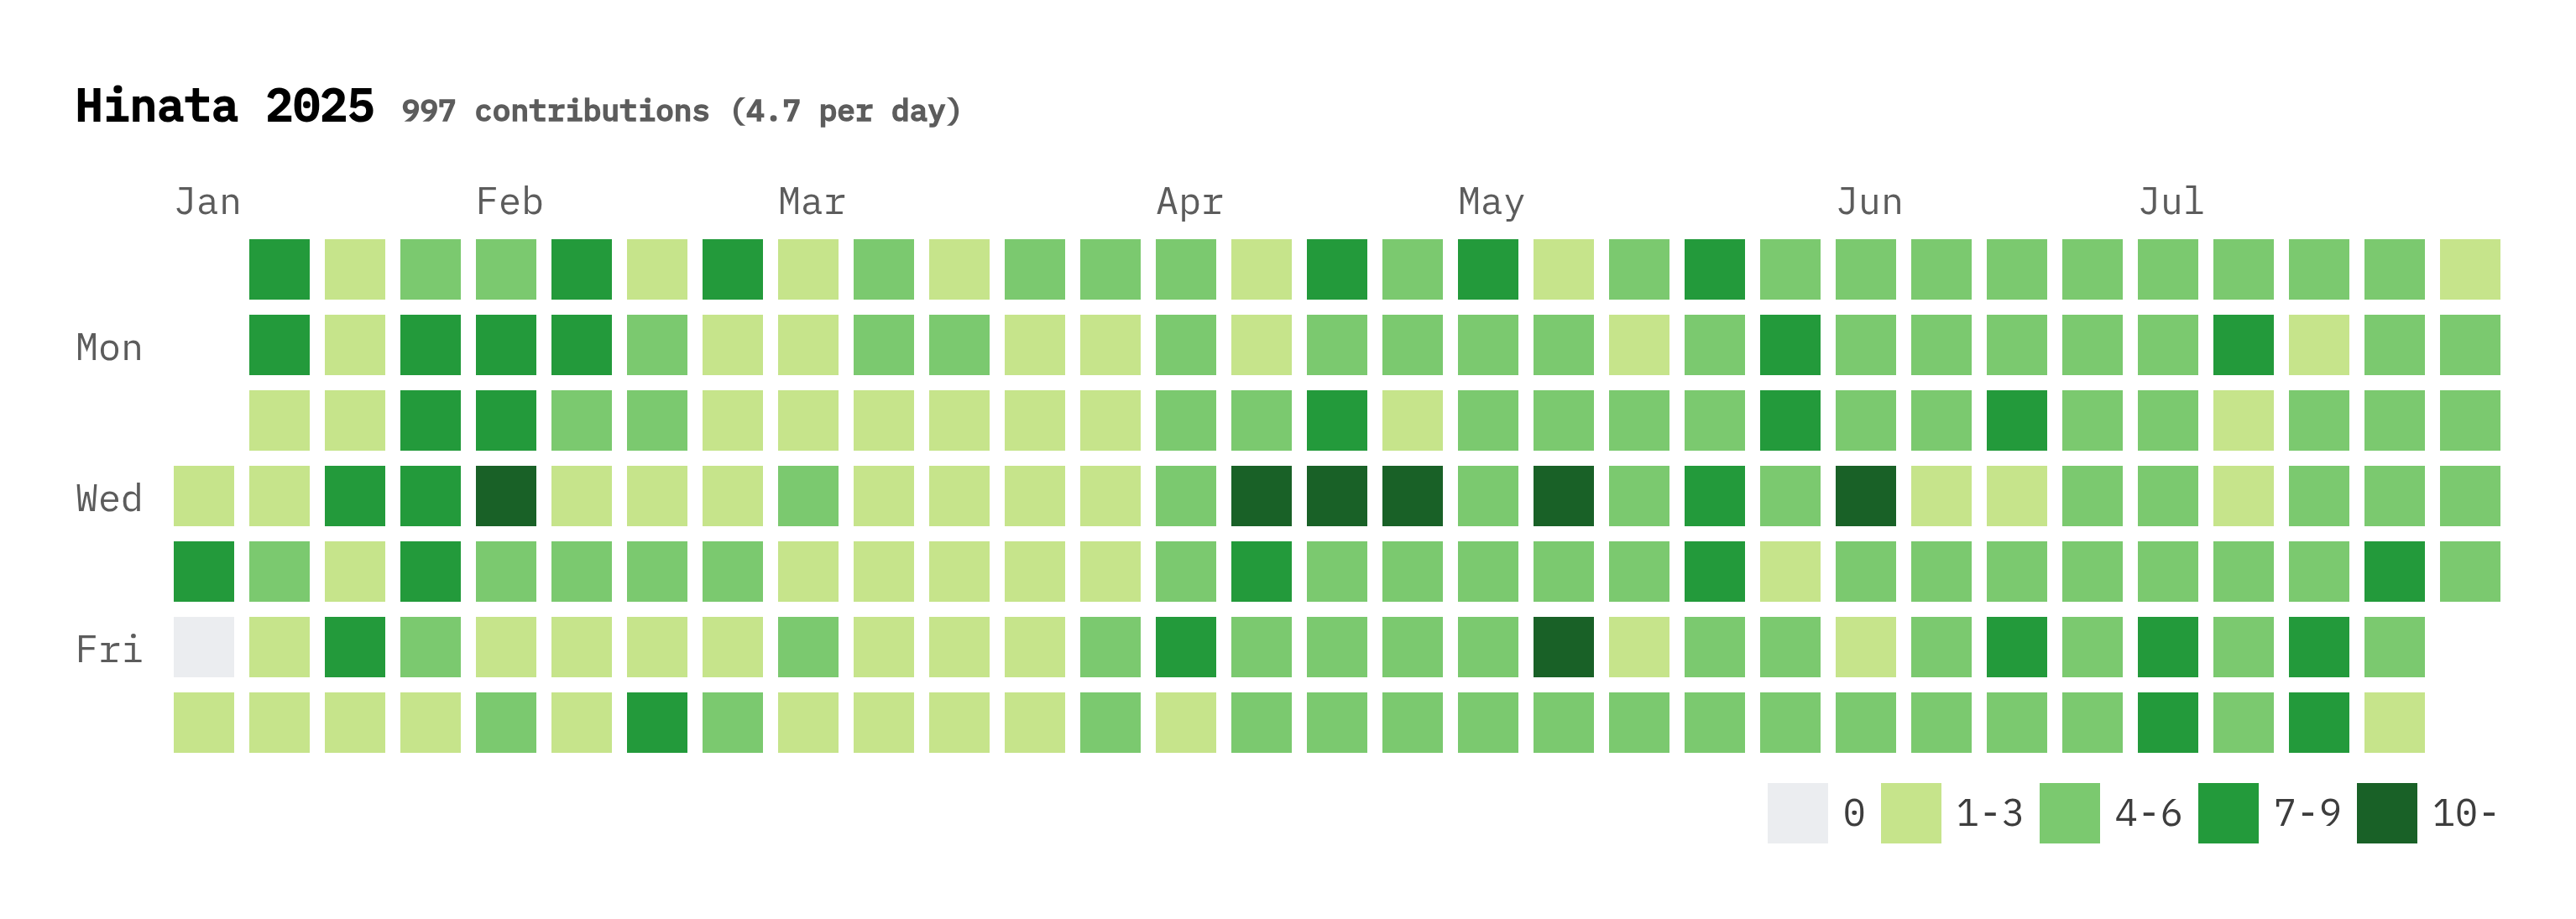 Hinata 2025 997 contributions (4.7 per day)
Jan Feb Mar Apr May Jun Jul
Mon
Wed
Fri
0 1-3 4-6 7-9 10-